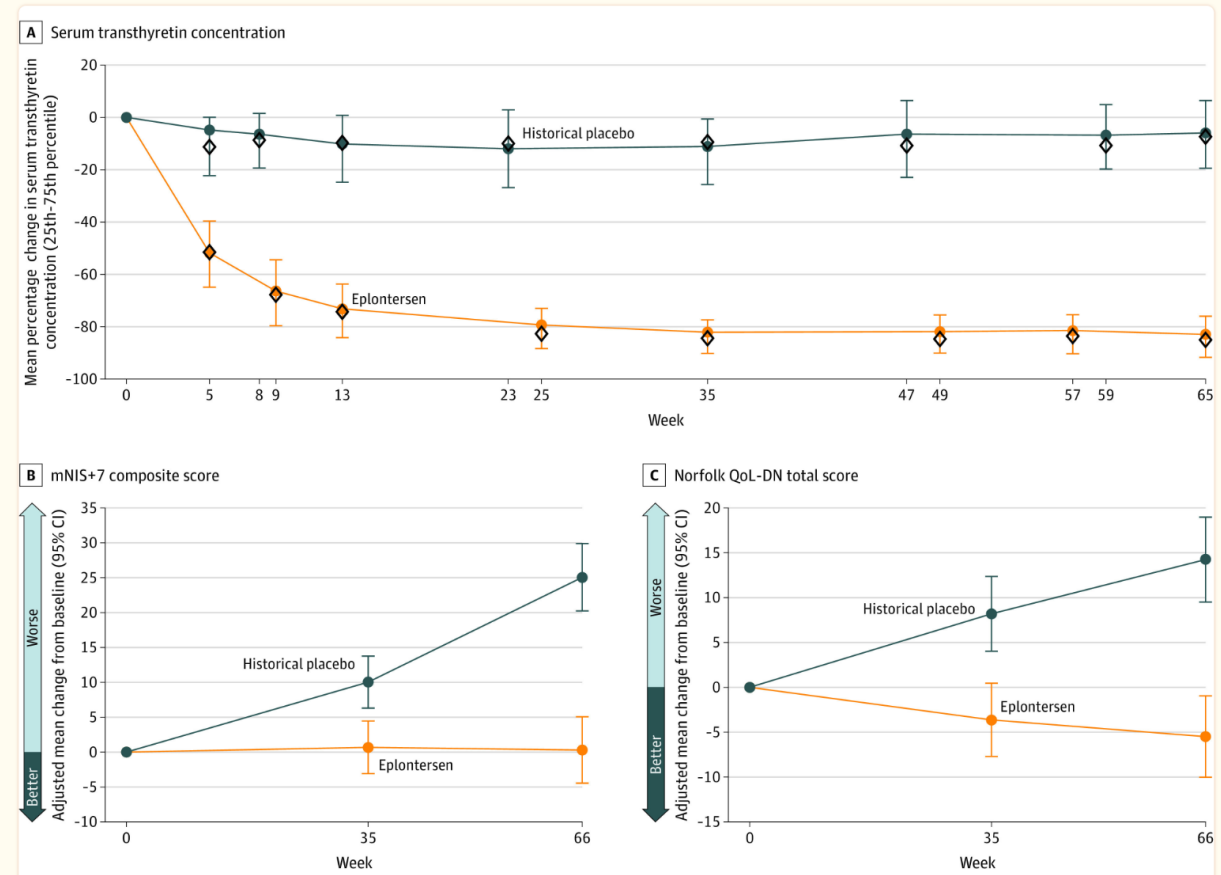 A Serum transthyretin concentration
Mean percentage change in serum transthyretin
concentration (25th-75th percentile)
20
0
-20
-40
-60
-80
-100
Historical placebo
Eplontersen
0 5 8 9 13 23 25 35 47 49 57 59 65
Week
B mNIS+7 composite score
Worse
Better
Adjusted mean change from baseline (95% CI)
35
30
25
20
15
10
5
0
-5
-10
Historical placebo
Eplontersen
0 35 66
Week
C Norfolk QoL-DN total score
Worse
Better
Adjusted mean change from baseline (95% CI)
20
15
10
5
0
-5
-10
-15
Historical placebo
Eplontersen
0 35 66
Week